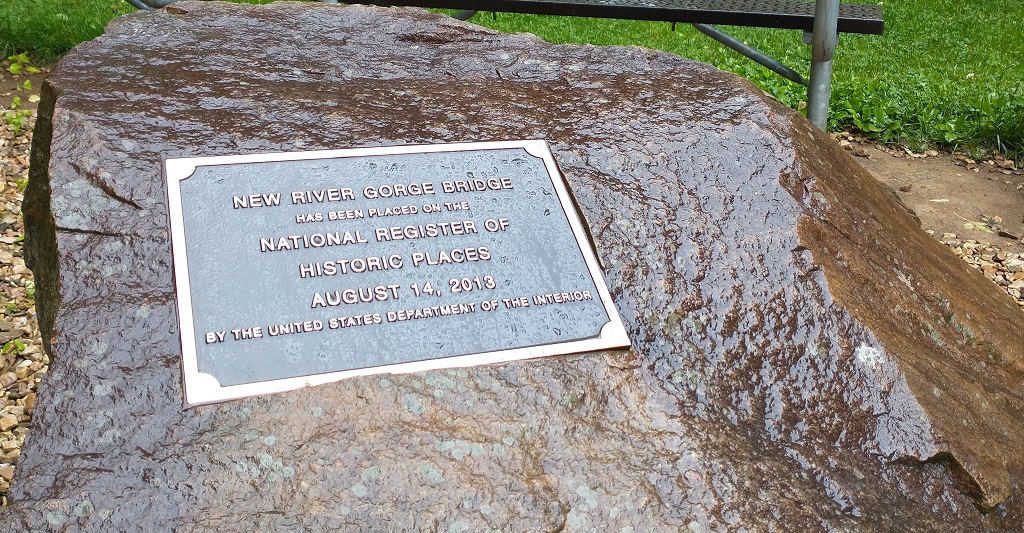 NEW RIVER GORGE BRIDGE
HAS BEEN PLACED ON THE
NATIONAL REGISTER OF
HISTORIC PLACES
AUGUST 14, 2013
BY THE UNITED STATES DEPARTMENT OF THE INTERIOR